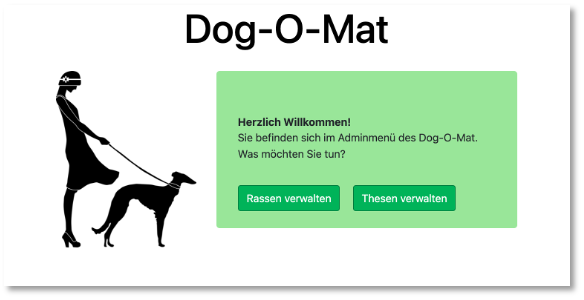 Dog-O-Mat
Herzlich Willkommen!
Sie befinden sich im Adminmenü des Dog-O-Mat.
Was möchten Sie tun?
Rassen verwalten
Thesen verwalten